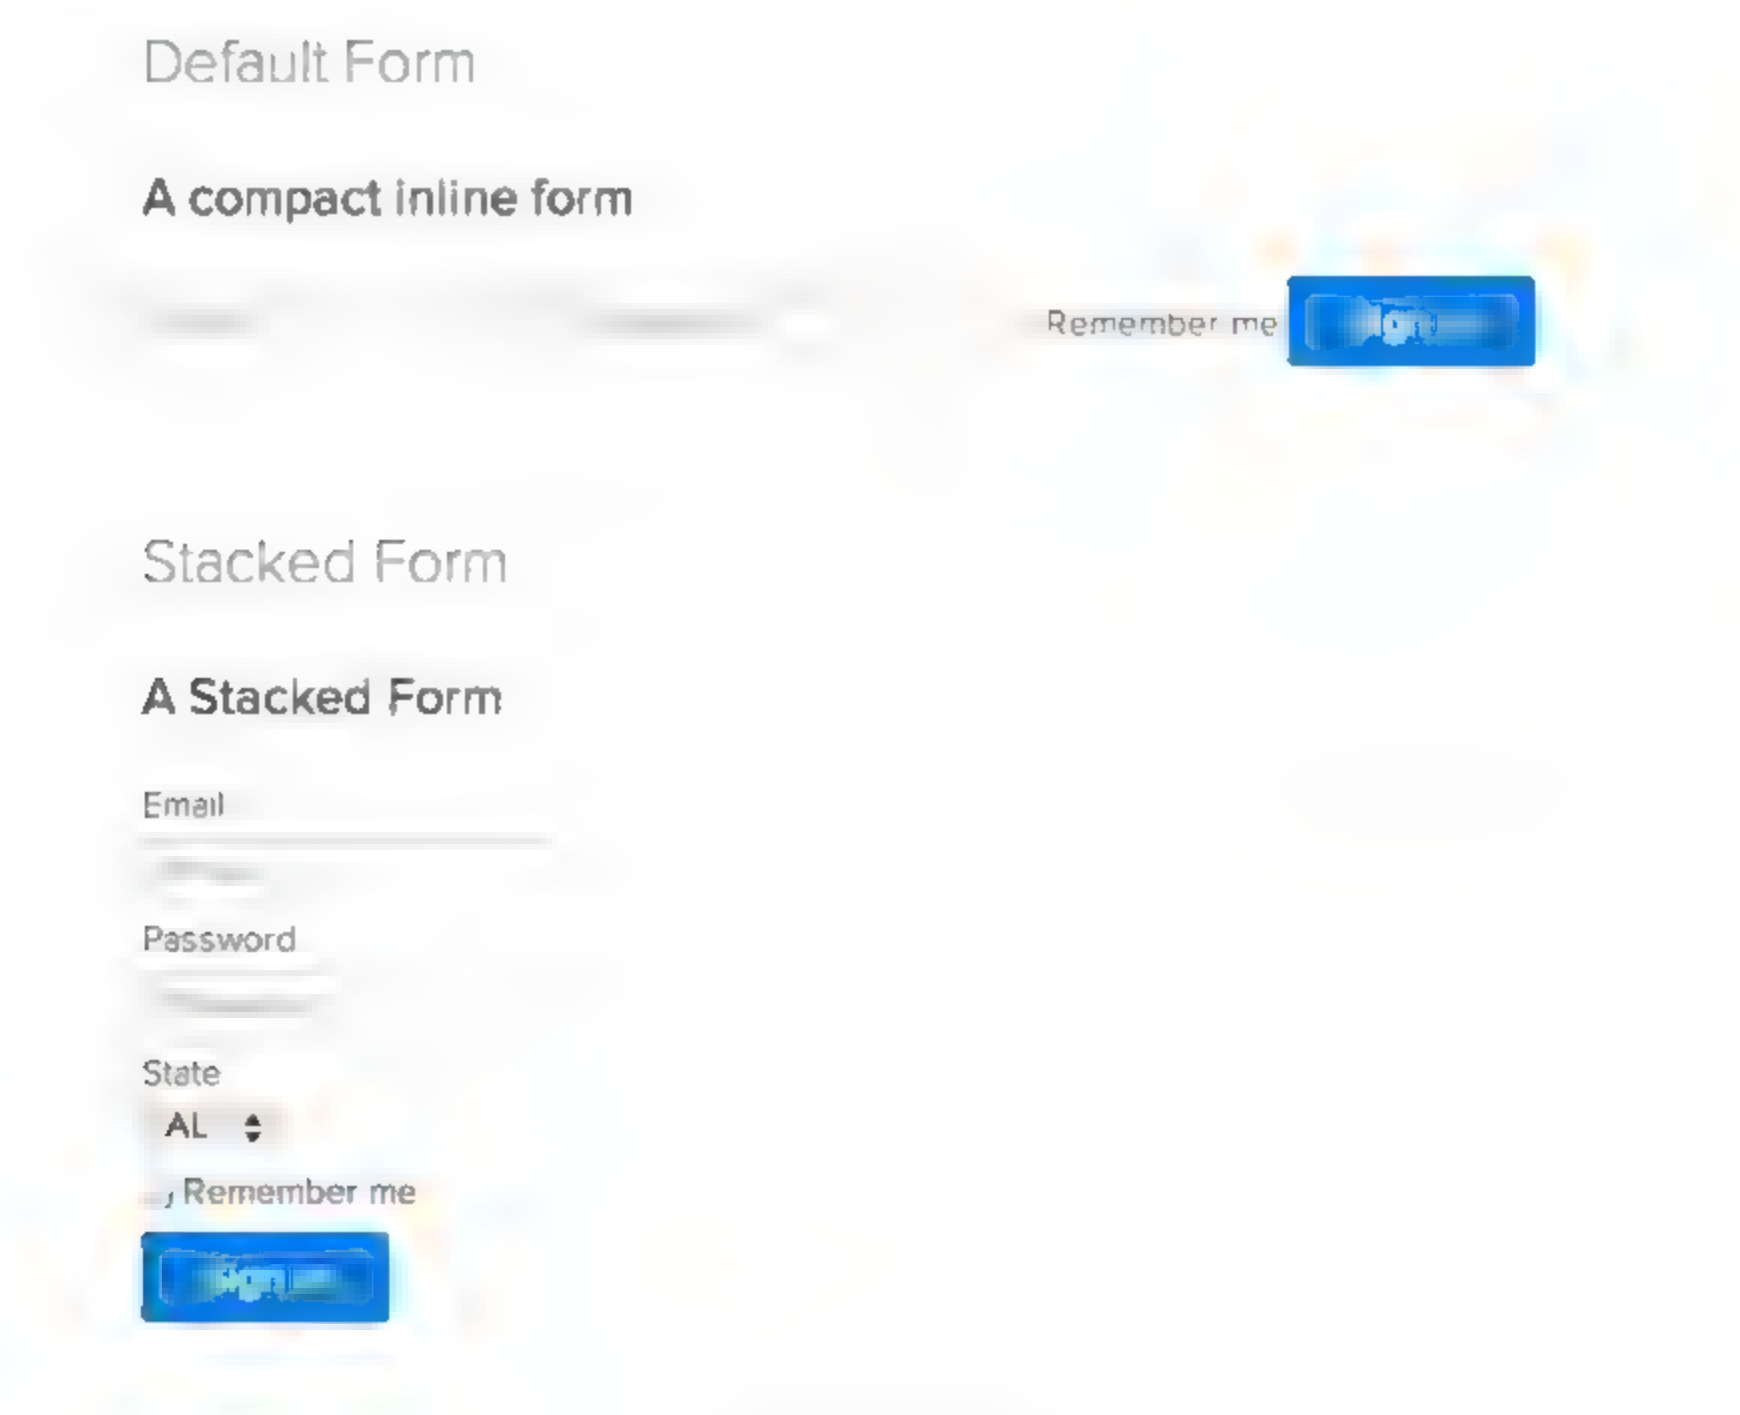 Default Form
A compact inline form
Remember me
Stacked Form
A Stacked Form
Email
Password
State
AL
Remember me